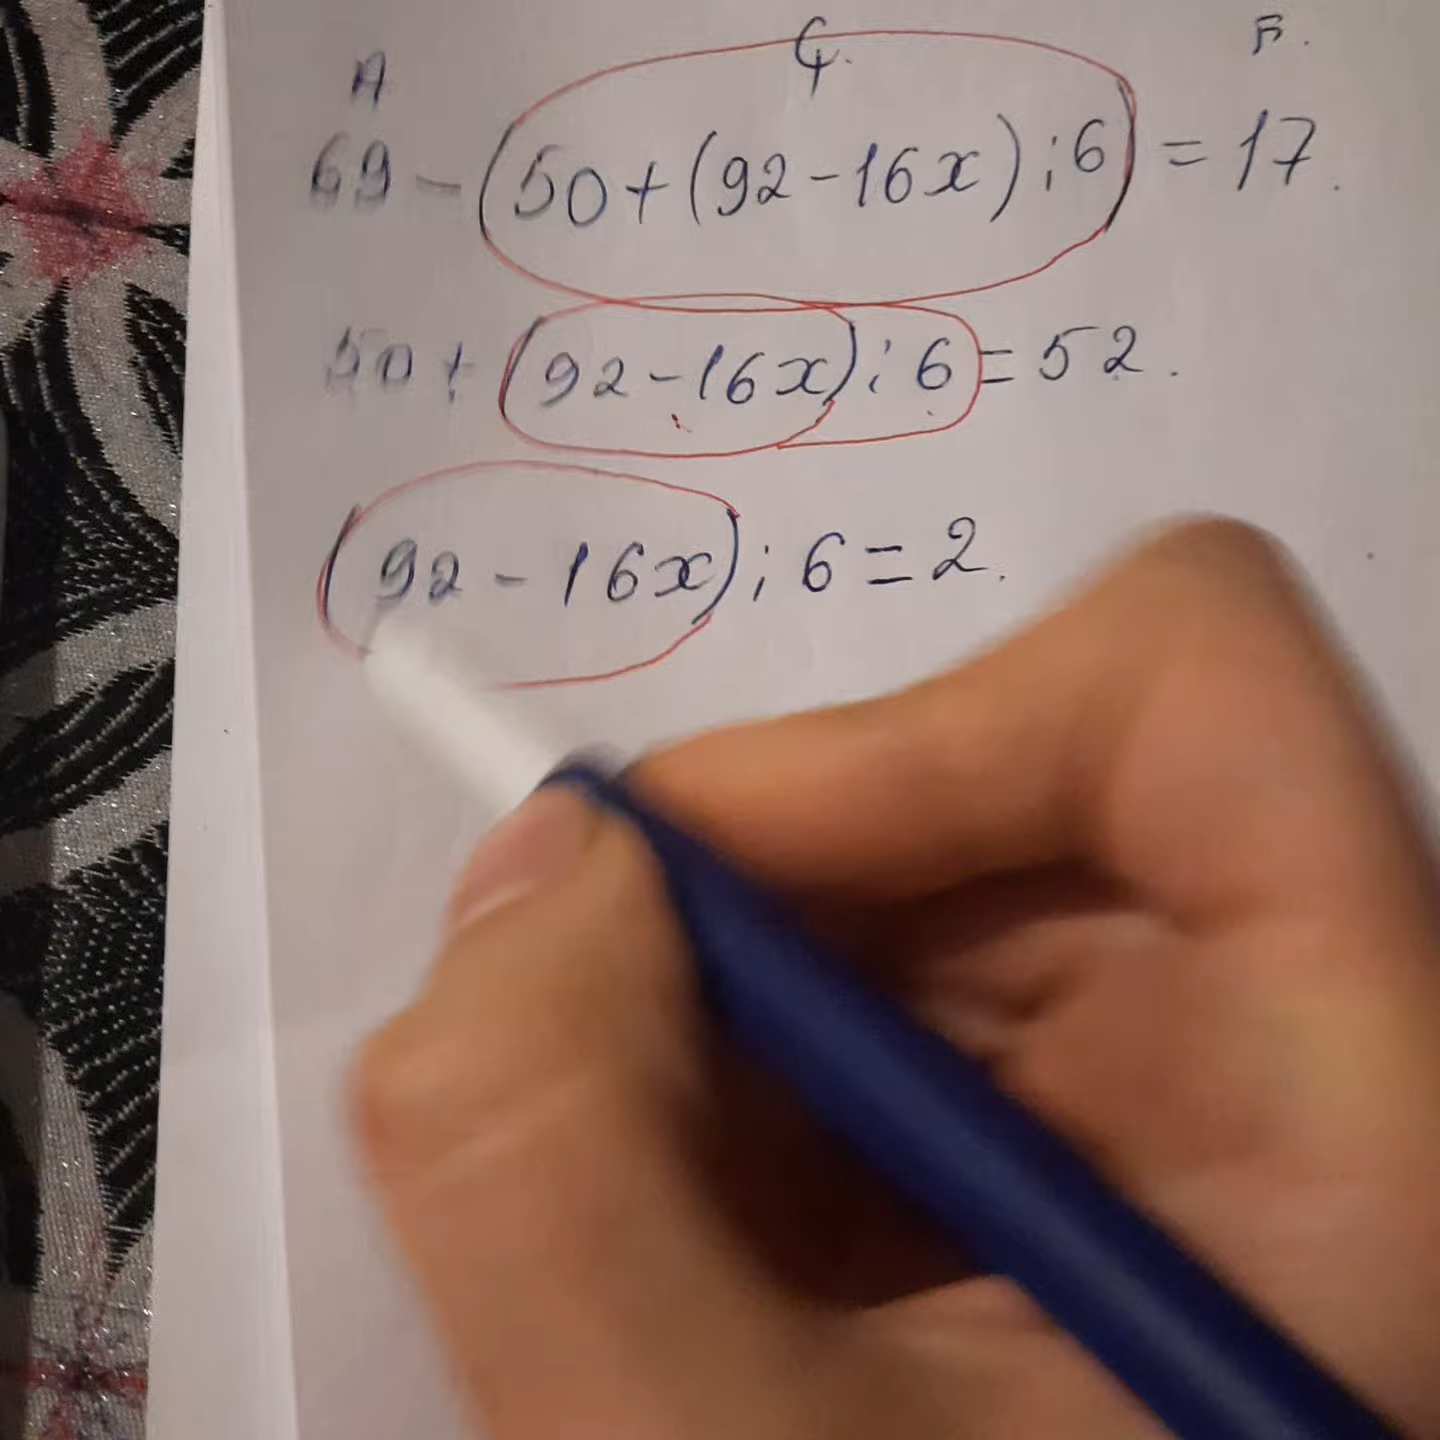 A Ç. F.
69 - (50 + (92 - 16x) : 6) = 17.
50 + (92 - 16x) : 6 = 52.
(92 - 16x) : 6 = 2.